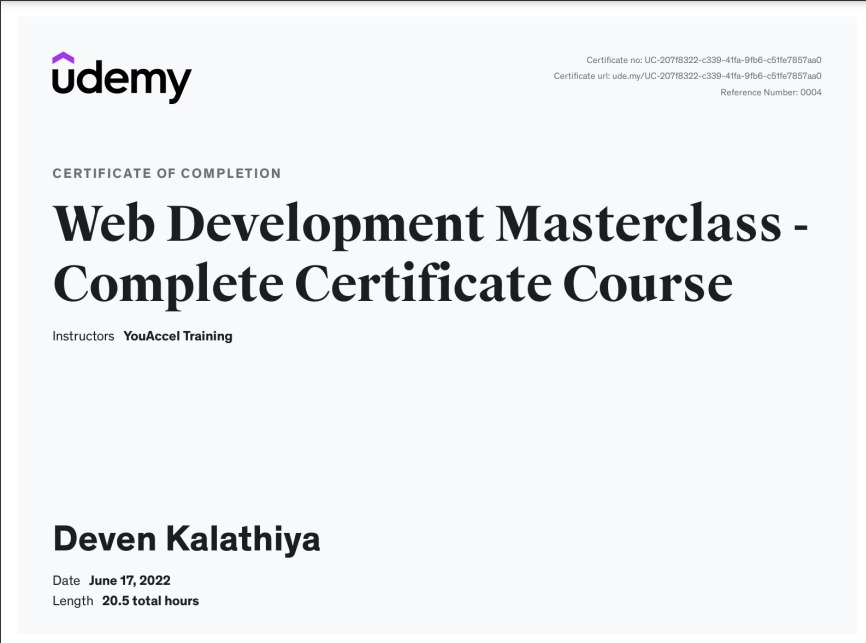 udemy
Certificate no: UC-207f8322-c339-41fa-9fb6-c51fe7857aa0
Certificate url: ude.my/UC-207f8322-c339-41fa-9fb6-c51fe7857aa0
Reference Number: 0004
CERTIFICATE OF COMPLETION
Web Development Masterclass -
Complete Certificate Course
Instructors YouAccel Training
Deven Kalathiya
Date June 17, 2022
Length 20.5 total hours